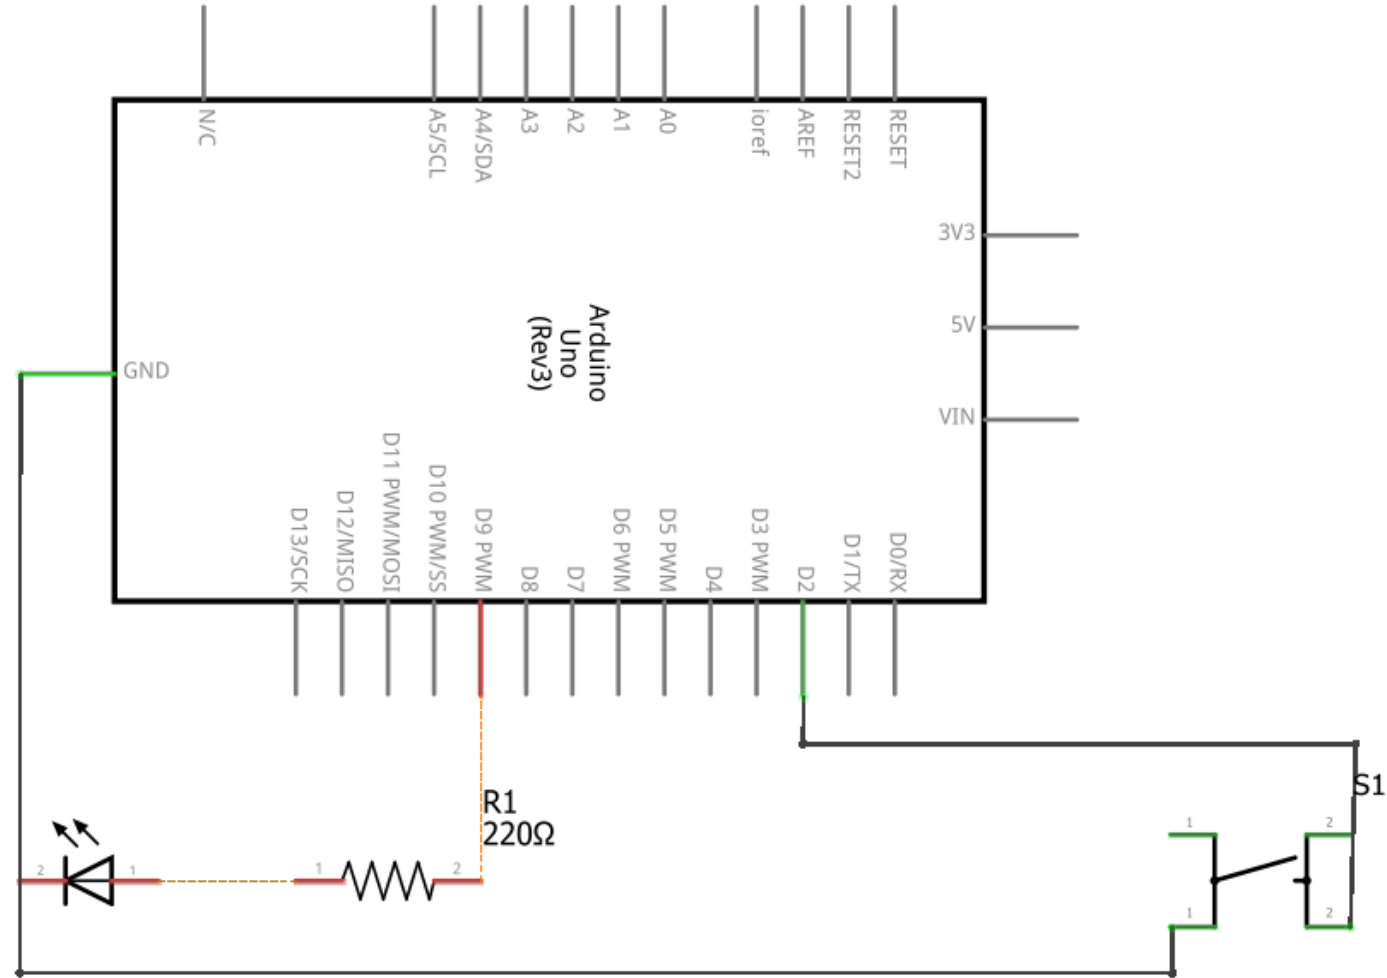 N/C
A5/SCL
A4/SDA
A3
A2
A1
A0
ioref
AREF
RESET2
RESET
3V3
5V
VIN
GND
Arduino
Uno
(Rev3)
D13/SCK
D12/MISO
D11 PWM/MOSI
D10 PWM/SS
D9 PWM
D8
D7
D6 PWM
D5 PWM
D4
D3 PWM
D2
D1/TX
D0/RX
R1
220Ω
S1
2
1
1
2
1
2
1
2